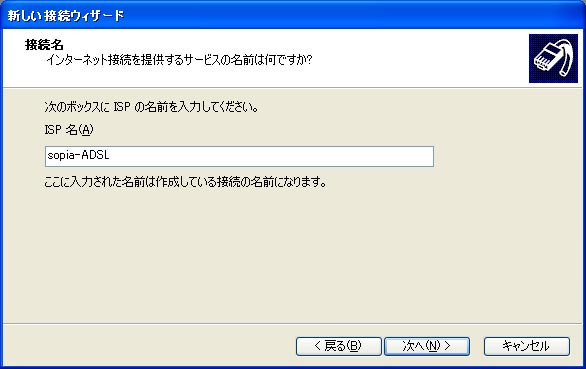 新しい接続ウィザード
接続名
インターネット接続を提供するサービスの名前は何ですか?
次のボックスに ISP の名前を入力してください。
ISP 名(A)
sopia-ADSL
ここに入力された名前は作成している接続の名前になります。
< 戻る(B)
次へ(N) >
キャンセル